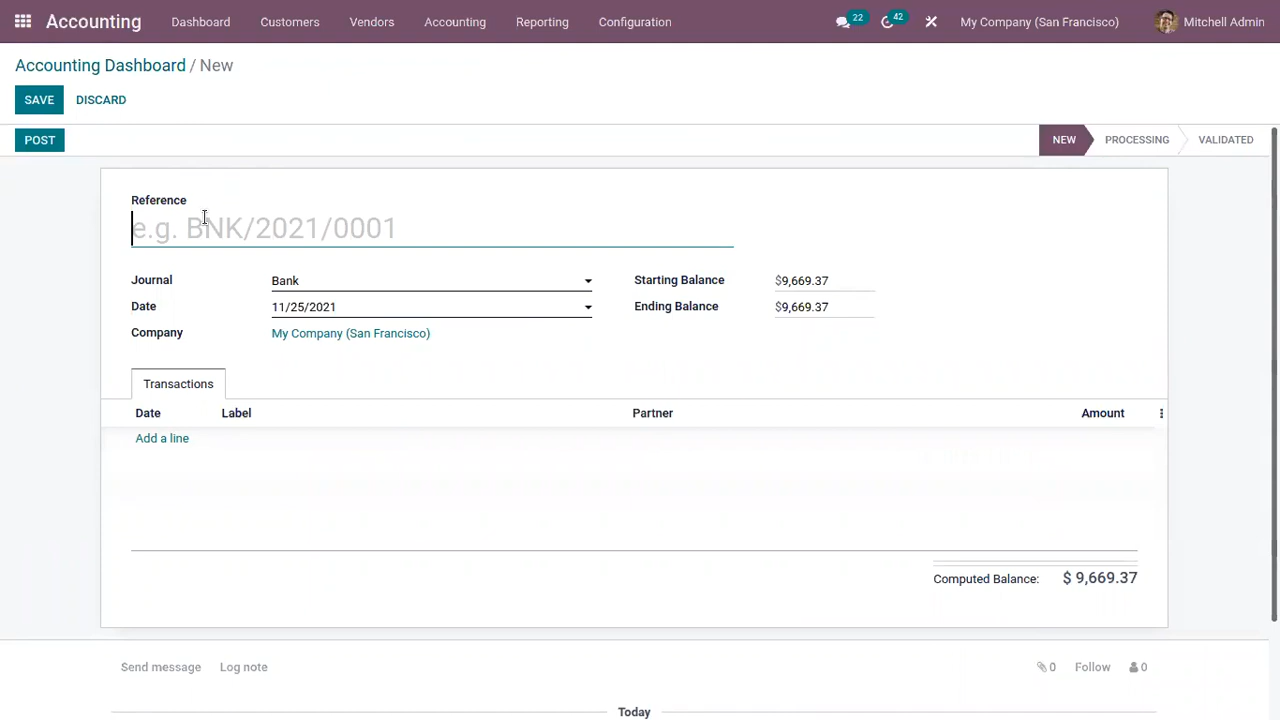 Accounting Dashboard Customers Vendors Accounting Reporting Configuration 22 42 My Company (San Francisco) Mitchell Admin
Accounting Dashboard / New
SAVE DISCARD
POST NEW PROCESSING VALIDATED
Reference
e.g. BNK/2021/0001
Journal Bank Starting Balance $9,669.37
Date 11/25/2021 Ending Balance $9,669.37
Company My Company (San Francisco)
Transactions
Date Label Partner Amount
Add a line
Computed Balance: $ 9,669.37
Send message Log note 0 Follow 0
Today